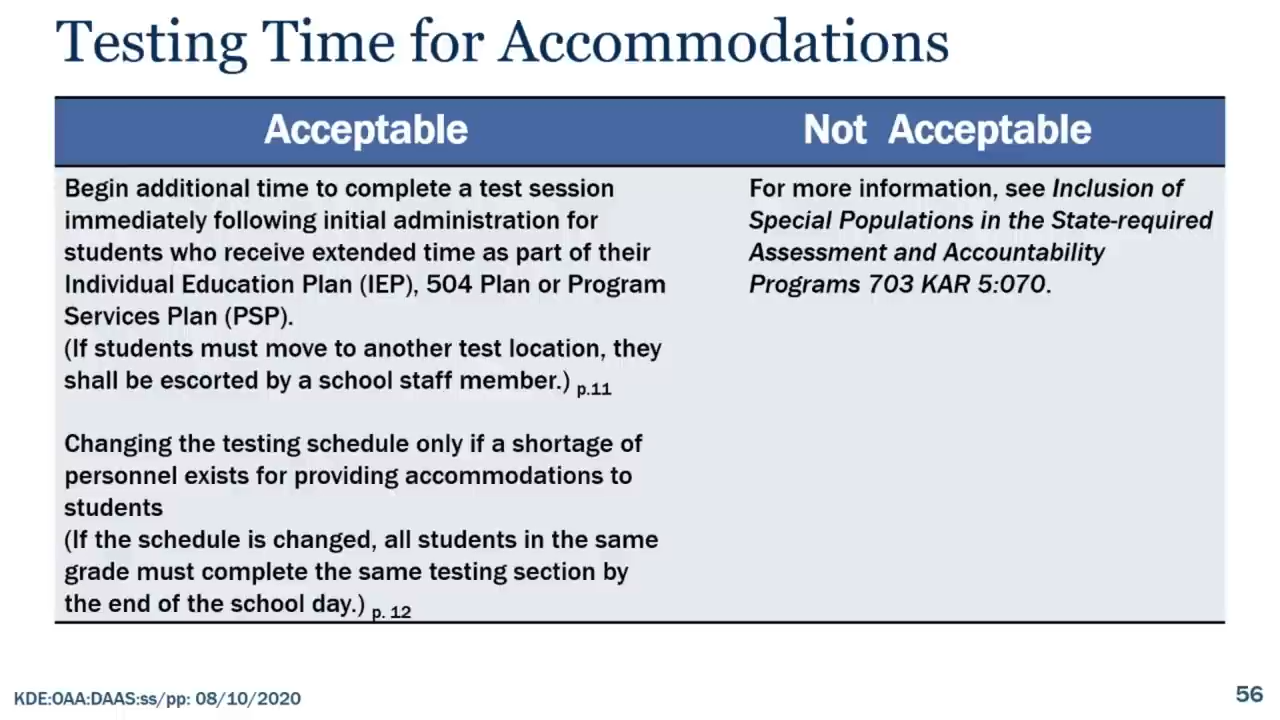 Testing Time for Accommodations
Acceptable
Not Acceptable
Begin additional time to complete a test session
immediately following initial administration for
students who receive extended time as part of their
Individual Education Plan (IEP), 504 Plan or Program
Services Plan (PSP).
(If students must move to another test location, they
shall be escorted by a school staff member.) p.11
Changing the testing schedule only if a shortage of
personnel exists for providing accommodations to
students
(If the schedule is changed, all students in the same
grade must complete the same testing section by
the end of the school day.) p. 12
For more information, see Inclusion of
Special Populations in the State-required
Assessment and Accountability
Programs 703 KAR 5:070.
KDE:OAA:DAAS:ss/pp: 08/10/2020
56